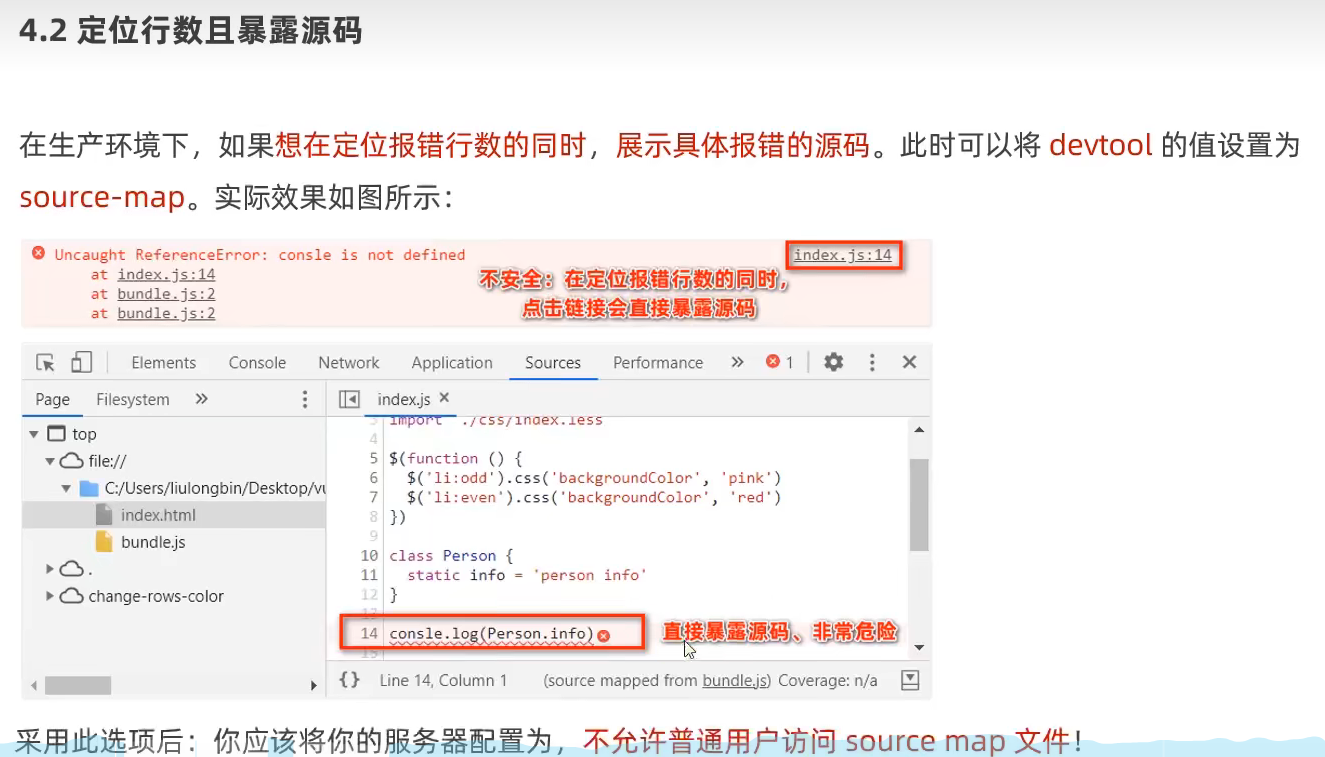 4.2 定位行数且暴露源码
在生产环境下，如果想在定位报错行数的同时，展示具体报错的源码。此时可以将 devtool 的值设置为
source-map。实际效果如图所示：
Uncaught ReferenceError: consle is not defined
index.js:14
at index.js:14
at bundle.js:2
at bundle.js:2
不安全：在定位报错行数的同时，
点击链接会直接暴露源码
Elements Console Network Application Sources Performance » 1
Page Filesystem »
index.js ×
top
file://
C:/Users/liulongbin/Desktop/vu
index.html
bundle.js
.
change-rows-color
3 import './css/index.less
4
5 $(function () {
6 $('li:odd').css('backgroundColor', 'pink')
7 $('li:even').css('backgroundColor', 'red')
8 })
9
10 class Person {
11 static info = 'person info'
12 }
13
14 consle.log(Person.info)
直接暴露源码、非常危险
15
{} Line 14, Column 1 (source mapped from bundle.js) Coverage: n/a
采用此选项后：你应该将你的服务器配置为，不允许普通用户访问 source map 文件！